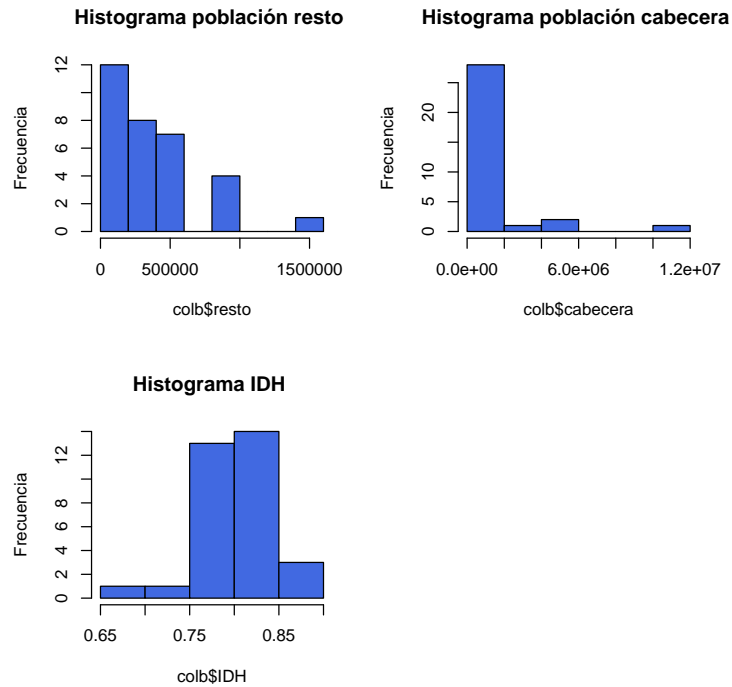 Histograma población resto
Frecuencia
0 2 4 6 8 12
0 500000 1500000
colb$resto
Histograma población cabecera
Frecuencia
0 5 10 20
0.0e+00 6.0e+06 1.2e+07
colb$cabecera
Histograma IDH
Frecuencia
0 2 4 6 8 12
0.65 0.75 0.85
colb$IDH